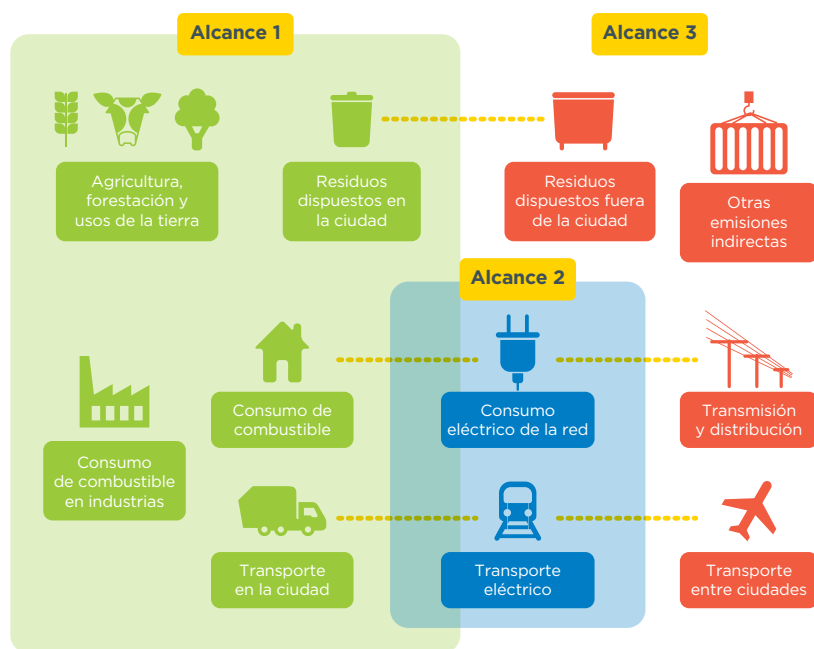 Alcance 1
Alcance 3
Agricultura,
forestación y
usos de la tierra
Residuos
dispuestos en
la ciudad
Residuos
dispuestos fuera
de la ciudad
Otras
emisiones
indirectas
Alcance 2
Consumo de
combustible
Consumo
eléctrico de la red
Transmisión
y distribución
Consumo
de combustible
en industrias
Transporte
en la ciudad
Transporte
eléctrico
Transporte
entre ciudades